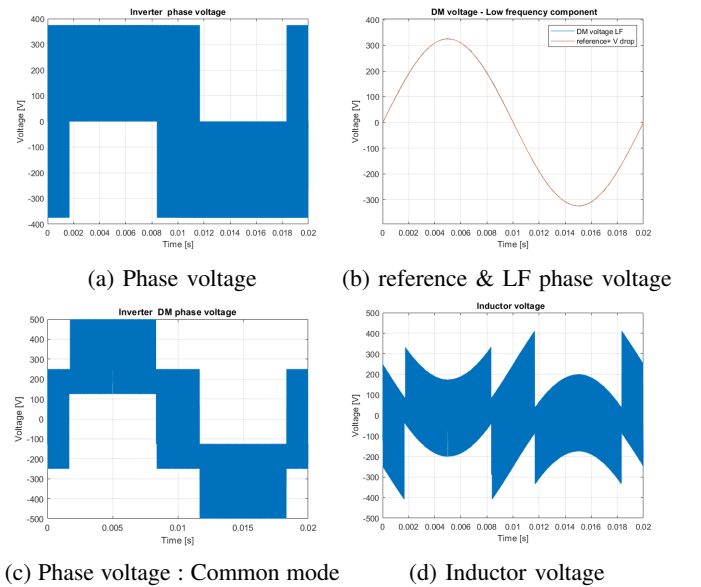 Inverter  phase voltage
400
300
200
100
0
-100
-200
-300
-400
Voltage [V]
0 0.002 0.004 0.006 0.008 0.01 0.012 0.014 0.016 0.018 0.02
Time [s]
(a) Phase voltage
DM voltage - Low frequency component
DM voltage LF
reference+ V drop
400
300
200
100
0
-100
-200
-300
Voltage [V]
0 0.002 0.004 0.006 0.008 0.01 0.012 0.014 0.016 0.018 0.02
Time [s]
(b) reference & LF phase voltage
Inverter  DM phase voltage
500
400
300
200
100
0
-100
-200
-300
-400
-500
Voltage [V]
0 0.005 0.01 0.015 0.02
Time [s]
(c) Phase voltage : Common mode
Inductor voltage
500
400
300
200
100
0
-100
-200
-300
-400
-500
Voltage [V]
0 0.002 0.004 0.006 0.008 0.01 0.012 0.014 0.016 0.018 0.02
Time [s]
(d) Inductor voltage